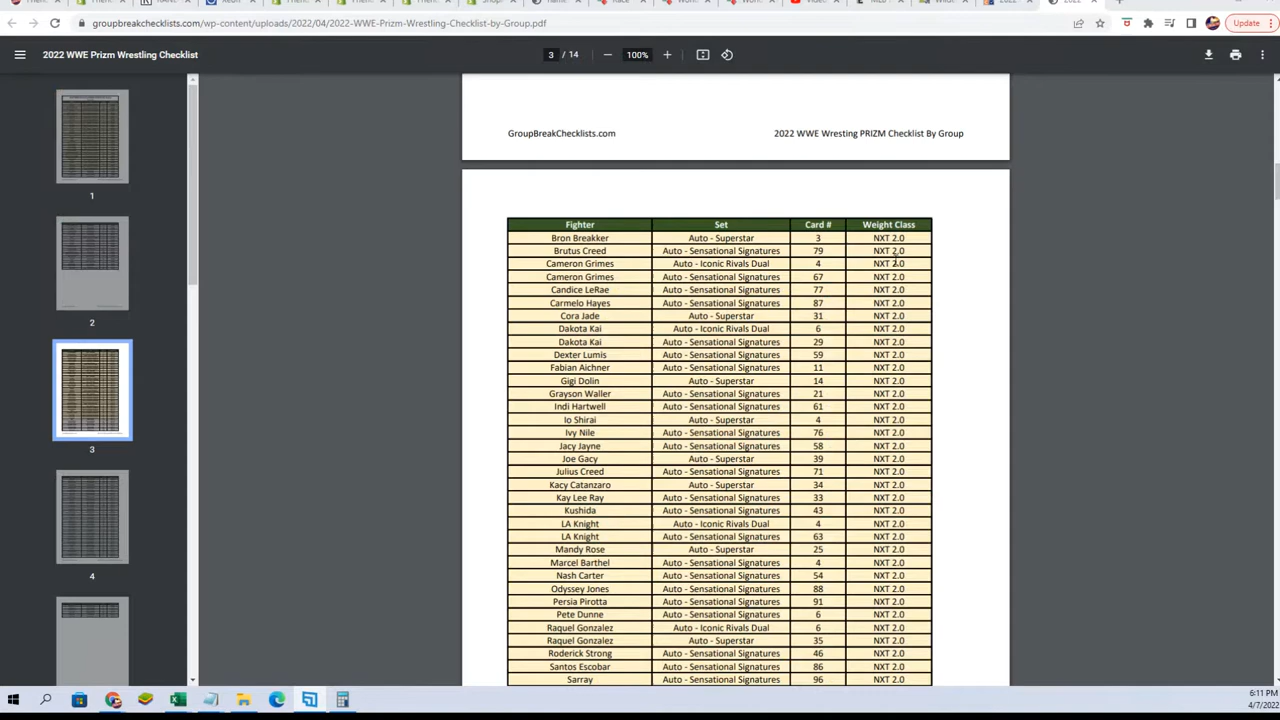 groupbreakchecklists.com/wp-content/uploads/2022/04/2022-WWE-Prizm-Wrestling-Checklist-by-Group.pdf
Update
2022 WWE Prizm Wrestling Checklist
3 / 14
100%
GroupBreakChecklists.com 2022 WWE Wresting PRIZM Checklist By Group
Fighter Set Card # Weight Class
Bron Breakker Auto - Superstar 3 NXT 2.0
Brutus Creed Auto - Sensational Signatures 79 NXT 2.0
Cameron Grimes Auto - Iconic Rivals Dual 4 NXT 2.0
Cameron Grimes Auto - Sensational Signatures 67 NXT 2.0
Candice LeRae Auto - Sensational Signatures 77 NXT 2.0
Carmelo Hayes Auto - Sensational Signatures 87 NXT 2.0
Cora Jade Auto - Superstar 31 NXT 2.0
Dakota Kai Auto - Iconic Rivals Dual 6 NXT 2.0
Dakota Kai Auto - Sensational Signatures 29 NXT 2.0
Dexter Lumis Auto - Sensational Signatures 59 NXT 2.0
Fabian Aichner Auto - Sensational Signatures 11 NXT 2.0
Gigi Dolin Auto - Superstar 14 NXT 2.0
Grayson Waller Auto - Sensational Signatures 21 NXT 2.0
Indi Hartwell Auto - Sensational Signatures 61 NXT 2.0
Io Shirai Auto - Superstar 4 NXT 2.0
Ivy Nile Auto - Sensational Signatures 76 NXT 2.0
Jacy Jayne Auto - Sensational Signatures 58 NXT 2.0
Joe Gacy Auto - Superstar 39 NXT 2.0
Julius Creed Auto - Sensational Signatures 71 NXT 2.0
Kacy Catanzaro Auto - Superstar 34 NXT 2.0
Kay Lee Ray Auto - Sensational Signatures 33 NXT 2.0
Kushida Auto - Sensational Signatures 43 NXT 2.0
LA Knight Auto - Iconic Rivals Dual 4 NXT 2.0
LA Knight Auto - Sensational Signatures 63 NXT 2.0
Mandy Rose Auto - Superstar 25 NXT 2.0
Marcel Barthel Auto - Sensational Signatures 4 NXT 2.0
Nash Carter Auto - Sensational Signatures 54 NXT 2.0
Odyssey Jones Auto - Sensational Signatures 88 NXT 2.0
Persia Pirotta Auto - Sensational Signatures 91 NXT 2.0
Pete Dunne Auto - Sensational Signatures 6 NXT 2.0
Raquel Gonzalez Auto - Iconic Rivals Dual 6 NXT 2.0
Raquel Gonzalez Auto - Superstar 35 NXT 2.0
Roderick Strong Auto - Sensational Signatures 46 NXT 2.0
Santos Escobar Auto - Sensational Signatures 86 NXT 2.0
Sarray Auto - Sensational Signatures 96 NXT 2.0
1
2
3
4
6:11 PM
4/7/2022